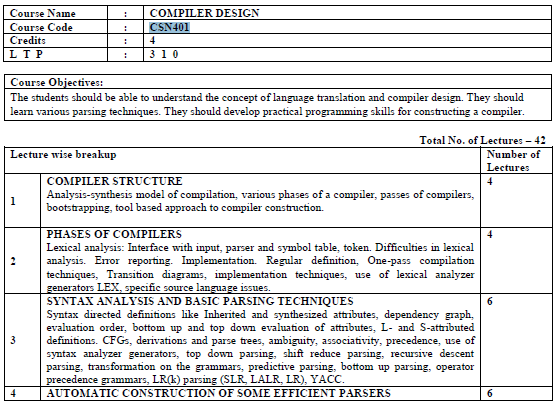 Course Name : COMPILER DESIGN
Course Code : CSN401
Credits : 4
L T P : 3 1 0
Course Objectives:
The students should be able to understand the concept of language translation and compiler design. They should
learn various parsing techniques. They should develop practical programming skills for constructing a compiler.
Total No. of Lectures – 42
Lecture wise breakup Number of
Lectures
1 COMPILER STRUCTURE 4
Analysis-synthesis model of compilation, various phases of a compiler, passes of compilers,
bootstrapping, tool based approach to compiler construction.
2 PHASES OF COMPILERS 4
Lexical analysis: Interface with input, parser and symbol table, token. Difficulties in lexical
analysis. Error reporting. Implementation. Regular definition, One-pass compilation
techniques, Transition diagrams, implementation techniques, use of lexical analyzer
generators LEX, specific source language issues.
3 SYNTAX ANALYSIS AND BASIC PARSING TECHNIQUES 6
Syntax directed definitions like Inherited and synthesized attributes, dependency graph,
evaluation order, bottom up and top down evaluation of attributes, L- and S-attributed
definitions. CFGs, derivations and parse trees, ambiguity, associativity, precedence, use of
syntax analyzer generators, top down parsing, shift reduce parsing, recursive descent
parsing, transformation on the grammars, predictive parsing, bottom up parsing, operator
precedence grammars, LR(k) parsing (SLR, LALR, LR), YACC.
4 AUTOMATIC CONSTRUCTION OF SOME EFFICIENT PARSERS 6